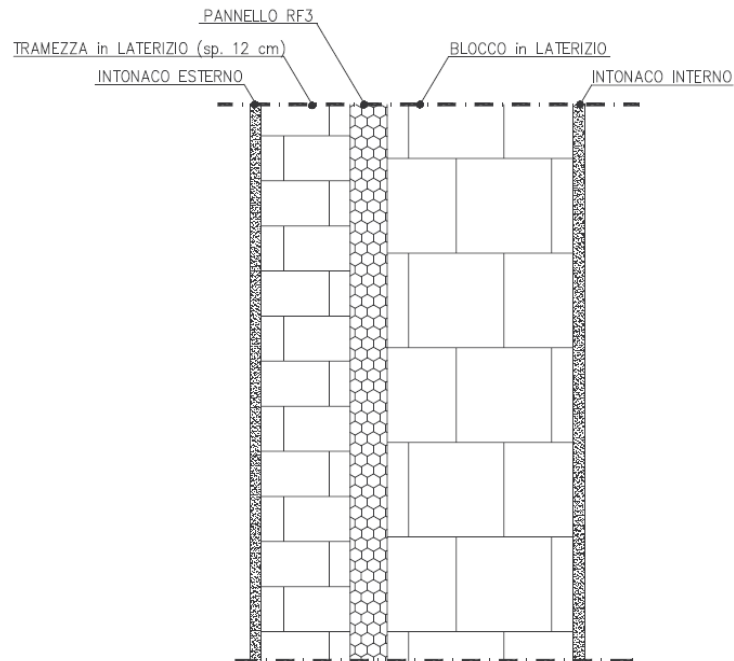 PANNELLO RF3
TRAMEZZA in LATERIZIO (sp. 12 cm)
BLOCCO in LATERIZIO
INTONACO ESTERNO
INTONACO INTERNO